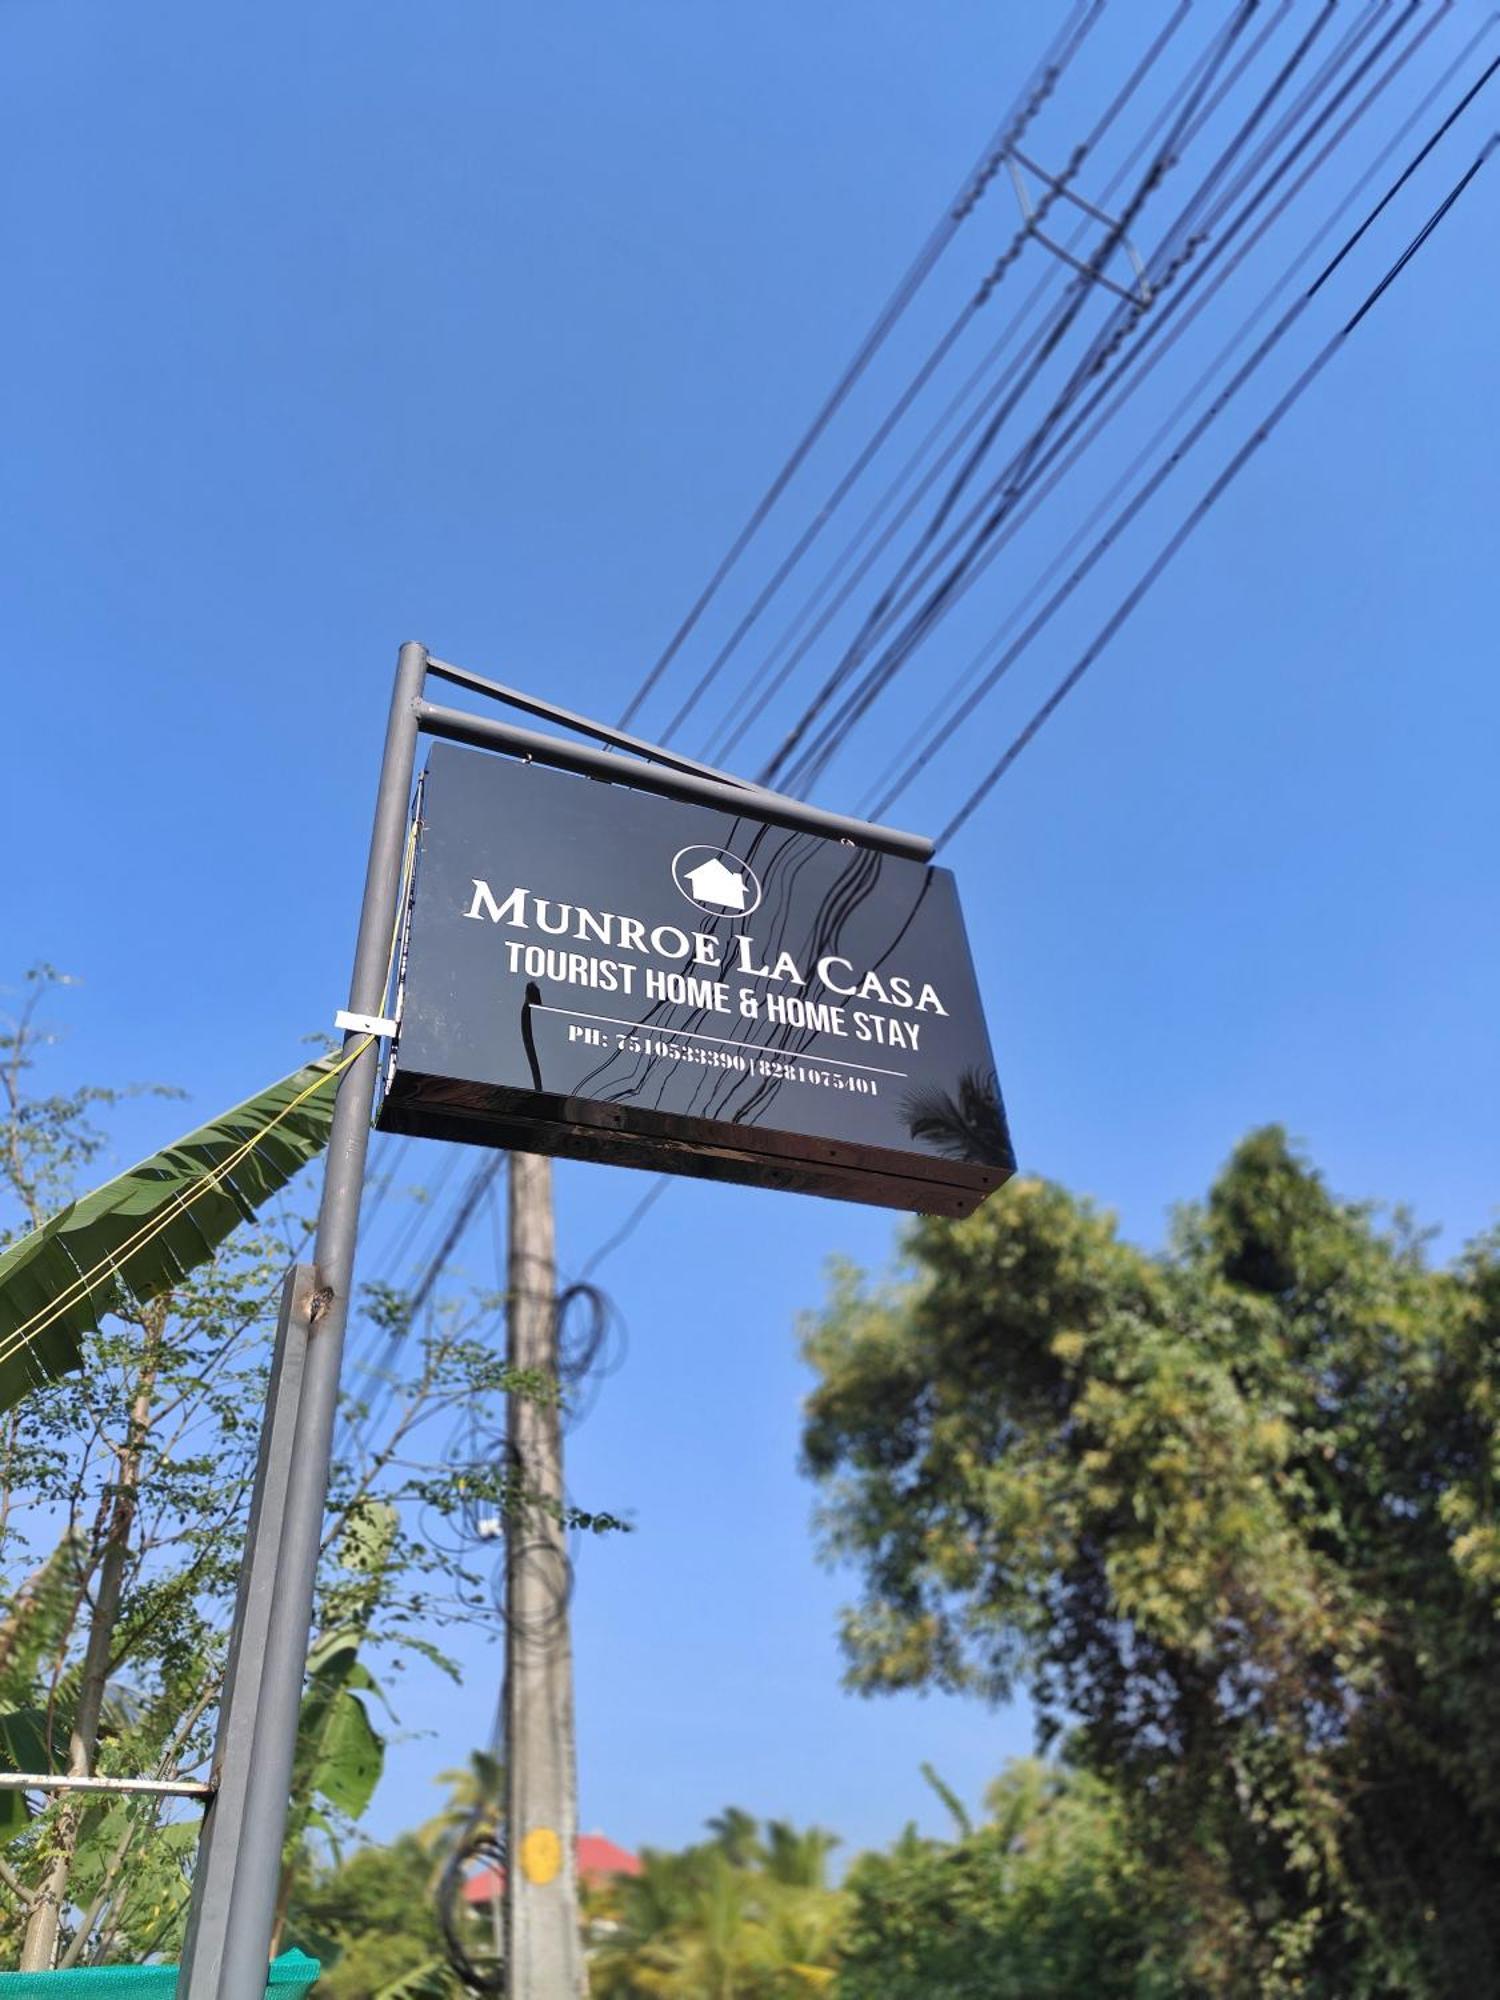 MUNROE LA CASA
TOURIST HOME & HOME STAY
PH: 7510533390 | 8281075401